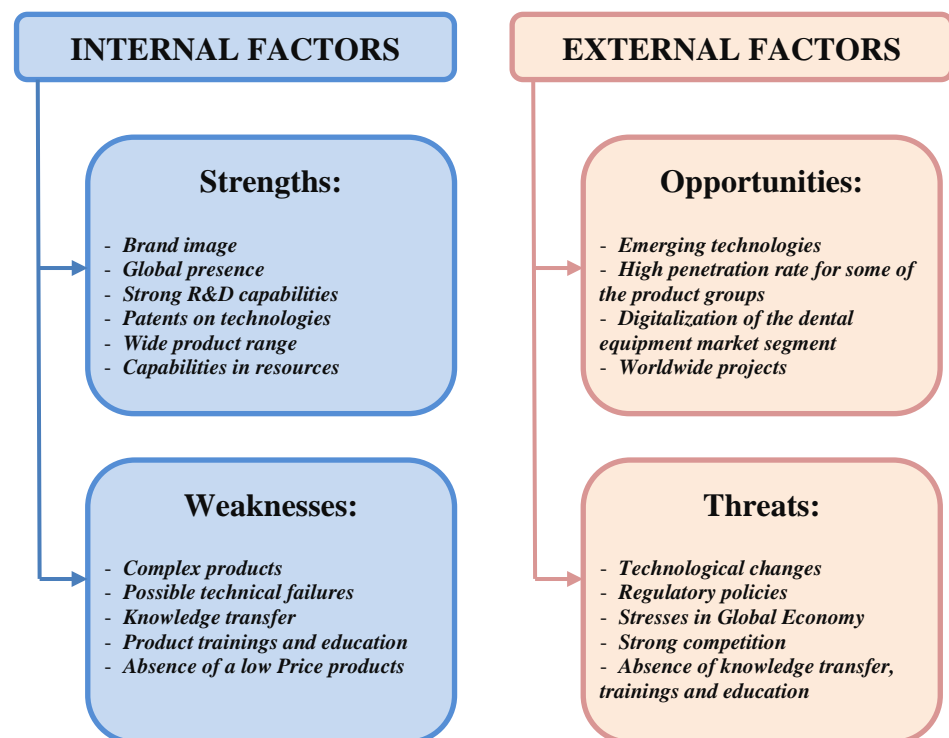 INTERNAL FACTORS
Strengths:
- Brand image
- Global presence
- Strong R&D capabilities
- Patents on technologies
- Wide product range
- Capabilities in resources
Weaknesses:
- Complex products
- Possible technical failures
- Knowledge transfer
- Product trainings and education
- Absence of a low Price products
EXTERNAL FACTORS
Opportunities:
- Emerging technologies
- High penetration rate for some of
the product groups
- Digitalization of the dental
equipment market segment
- Worldwide projects
Threats:
- Technological changes
- Regulatory policies
- Stresses in Global Economy
- Strong competition
- Absence of knowledge transfer,
trainings and education